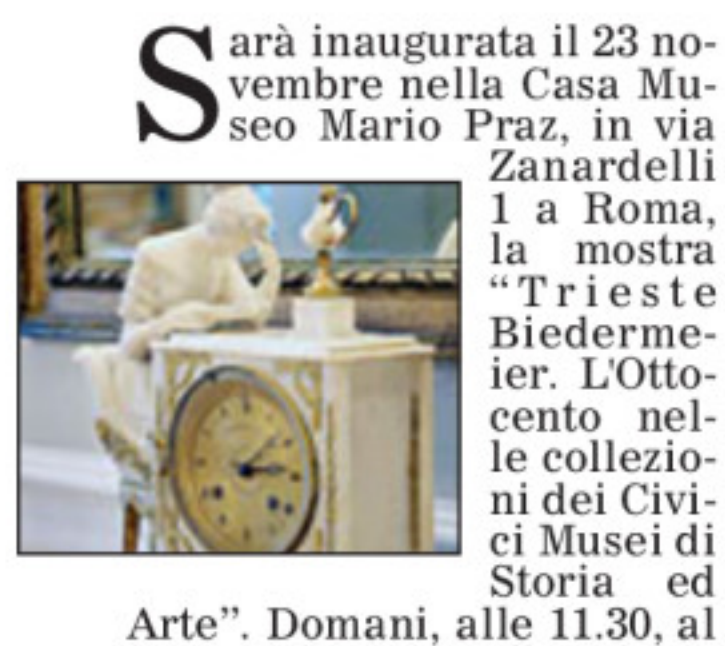 Sarà inaugurata il 23 no-
vembre nella Casa Mu-
seo Mario Praz, in via
Zanardelli
1 a Roma,
la mostra
“Trieste
Biederme-
ier. L'Otto-
cento nel-
le collezio-
ni dei Civi-
ci Musei di
Storia ed
Arte”. Domani, alle 11.30, al